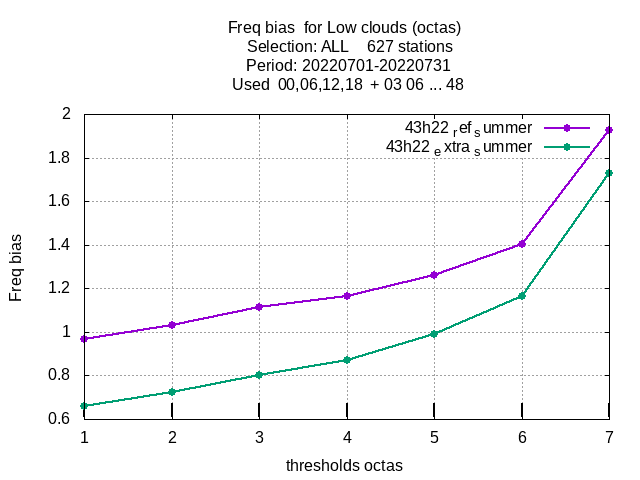 Freq bias  for Low clouds (octas)
Selection: ALL    627 stations
Period: 20220701-20220731
Used  00,06,12,18  + 03 06 ... 48
43h22 ref summer
43h22 extra summer
2
1.8
1.6
1.4
1.2
1
0.8
0.6
Freq bias
1 2 3 4 5 6 7
thresholds octas